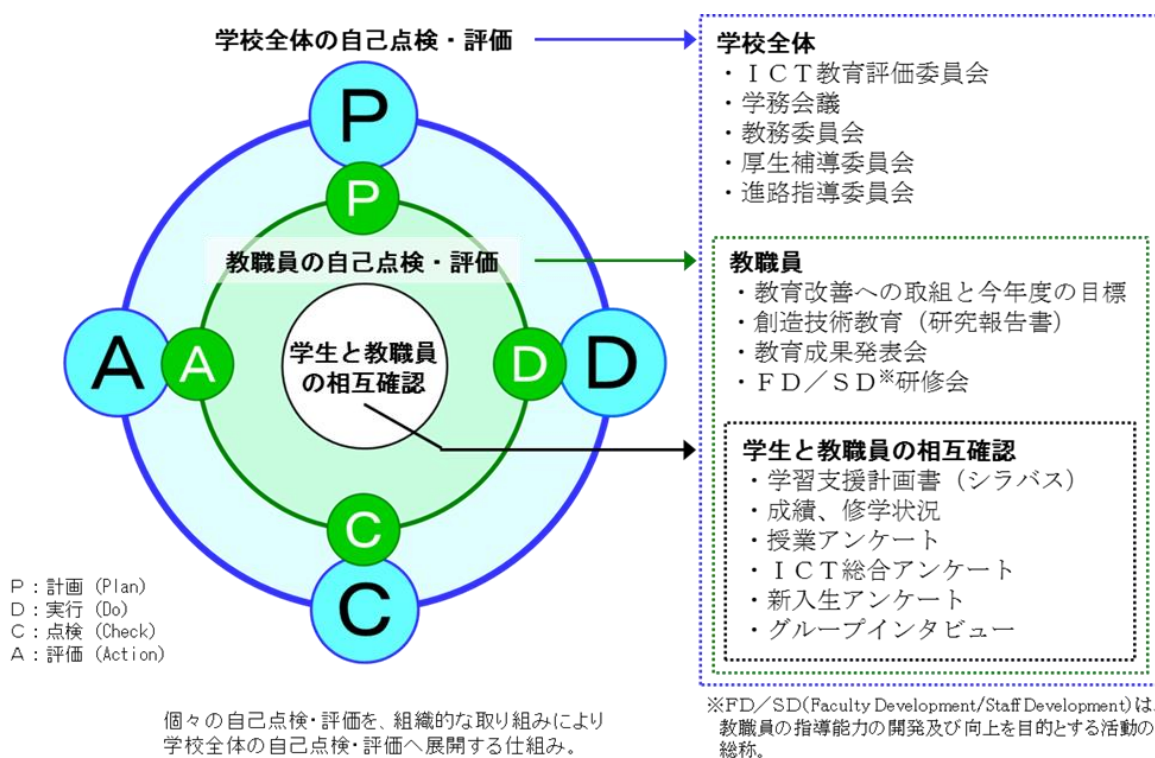 学校全体の自己点検・評価
P
P
教職員の自己点検・評価
A
A
学生と教職員
の相互確認
D
D
C
C
P:計画(Plan)
D:実行(Do)
C:点検(Check)
A:評価(Action)
個々の自己点検・評価を、組織的な取り組みにより
学校全体の自己点検・評価へ展開する仕組み。
学校全体
・ICT教育評価委員会
・学務会議
・教務委員会
・厚生補導委員会
・進路指導委員会
教職員
・教育改善への取組と今年度の目標
・創造技術教育(研究報告書)
・教育成果発表会
・FD/SD※研修会
学生と教職員の相互確認
・学習支援計画書(シラバス)
・成績、修学状況
・授業アンケート
・ICT総合アンケート
・新入生アンケート
・グループインタビュー
※FD/SD(Faculty Development/Staff Development)は、
教職員の指導能力の開発及び向上を目的とする活動の
総称。